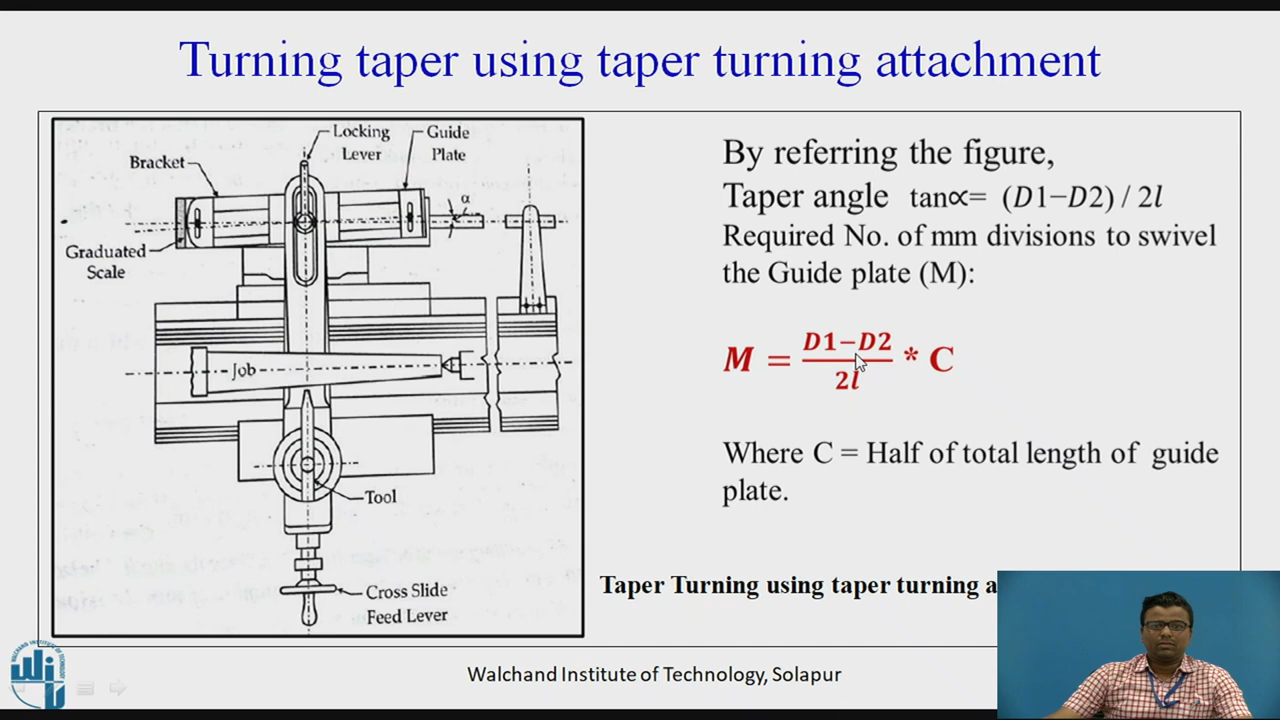 Turning taper using taper turning attachment
Locking
Lever
Guide
Plate
Bracket
α
Graduated
Scale
Job
Tool
Cross Slide
Feed Lever
By referring the figure,
Taper angle tan∝= (D1−D2) / 2l
Required No. of mm divisions to swivel
the Guide plate (M):
M = D1−D2 / 2l * C
Where C = Half of total length of guide
plate.
Taper Turning using taper turning a
Walchand Institute of Technology, Solapur